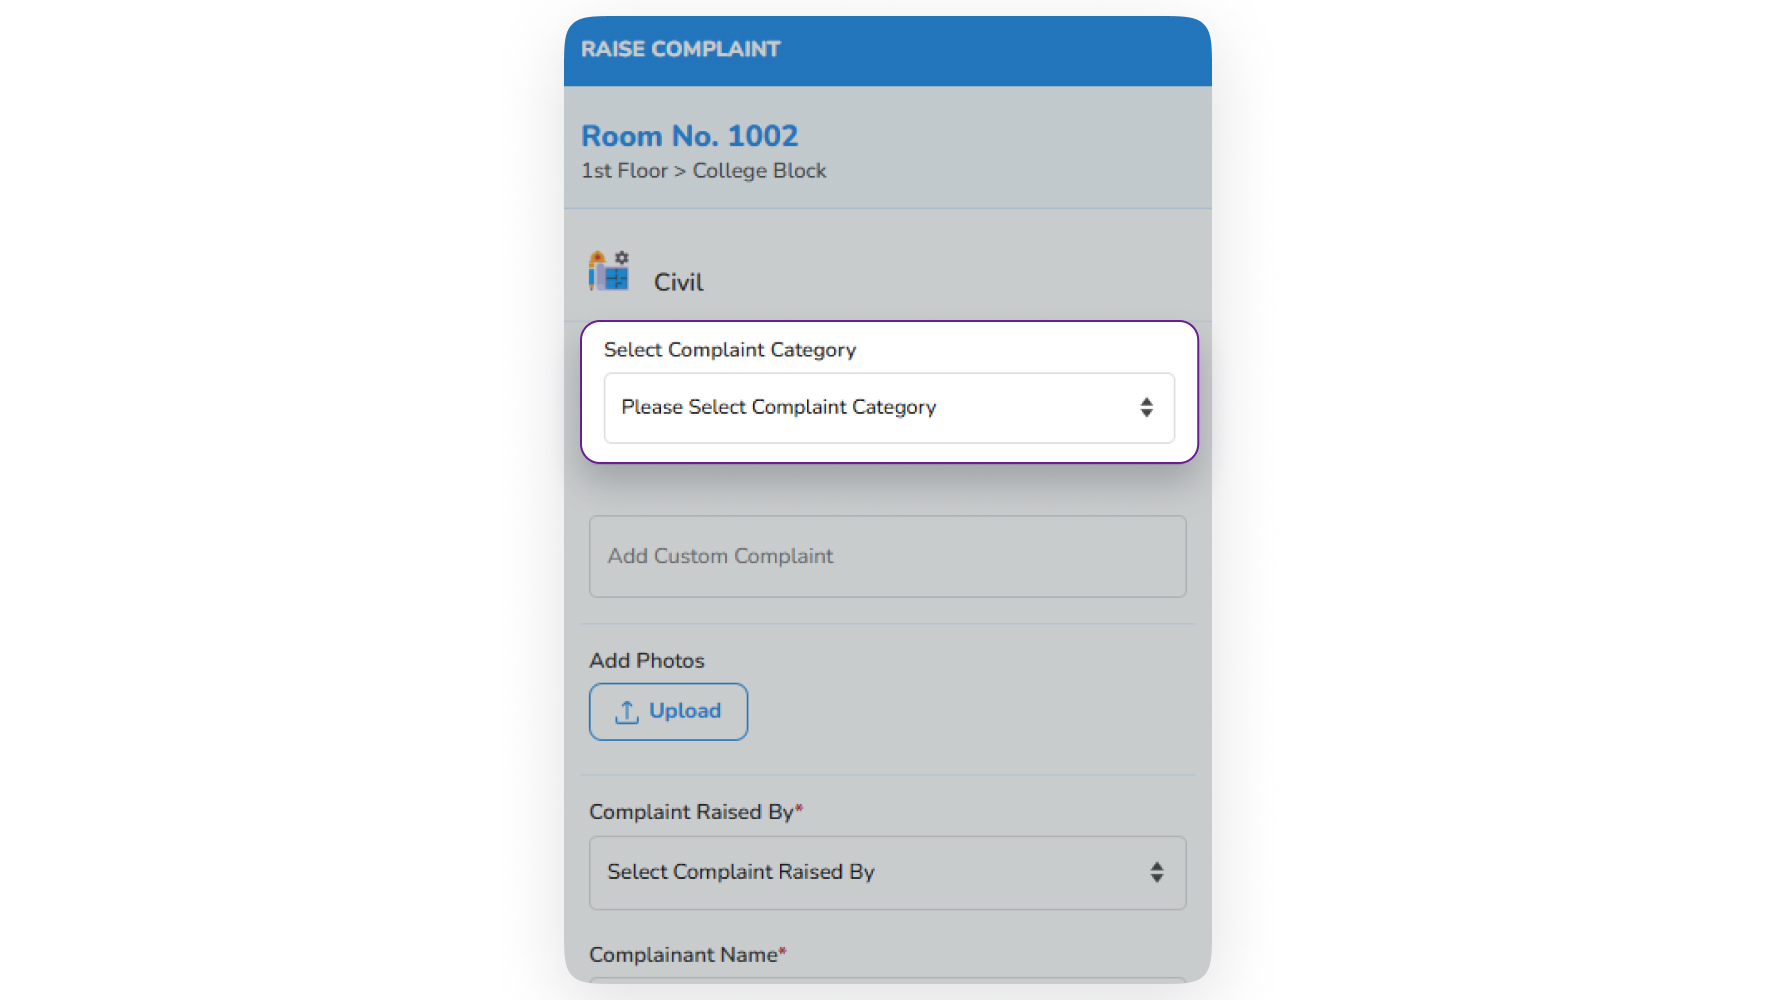 RAISE COMPLAINT
Room No. 1002
1st Floor > College Block
Civil
Select Complaint Category
Please Select Complaint Category
Add Custom Complaint
Add Photos
Upload
Complaint Raised By*
Select Complaint Raised By
Complainant Name*